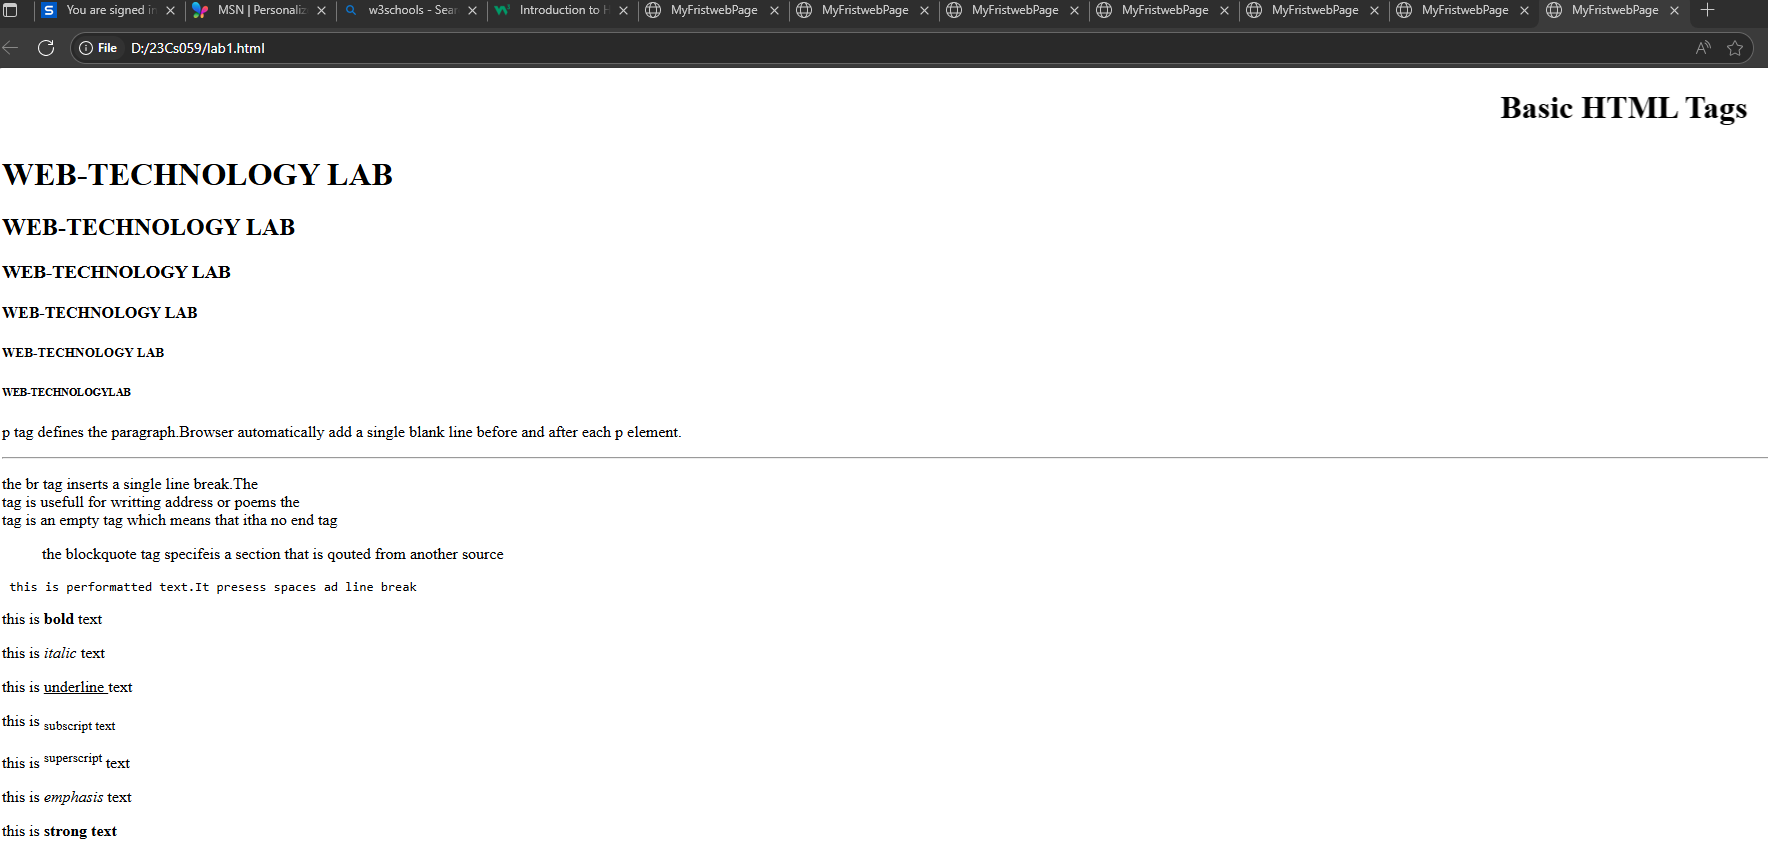 You are signed in
MSN | Personaliz
w3schools - Sear
Introduction to H
MyFristwebPage
MyFristwebPage
MyFristwebPage
MyFristwebPage
MyFristwebPage
MyFristwebPage
MyFristwebPage
File D:/23Cs059/lab1.html
Basic HTML Tags
WEB-TECHNOLOGY LAB
WEB-TECHNOLOGY LAB
WEB-TECHNOLOGY LAB
WEB-TECHNOLOGY LAB
WEB-TECHNOLOGY LAB
WEB-TECHNOLOGYLAB
p tag defines the paragraph.Browser automatically add a single blank line before and after each p element.
the br tag inserts a single line break.The
tag is usefull for writting address or poems the
tag is an empty tag which means that itha no end tag
the blockquote tag specifeis a section that is qouted from another source
this is performatted text.It presess spaces ad line break
this is bold text
this is italic text
this is underline text
this is subscript text
this is superscript text
this is emphasis text
this is strong text